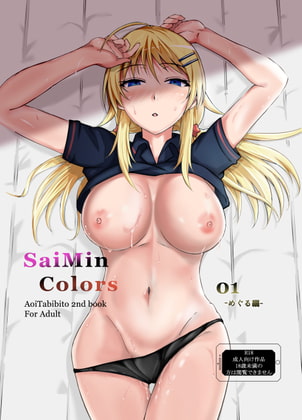 SaiMin
Colors
AoiTabibito 2nd book
For Adult
01
-めぐる編-
R18
成人向け作品
18歳未満の
方は閲覧できません